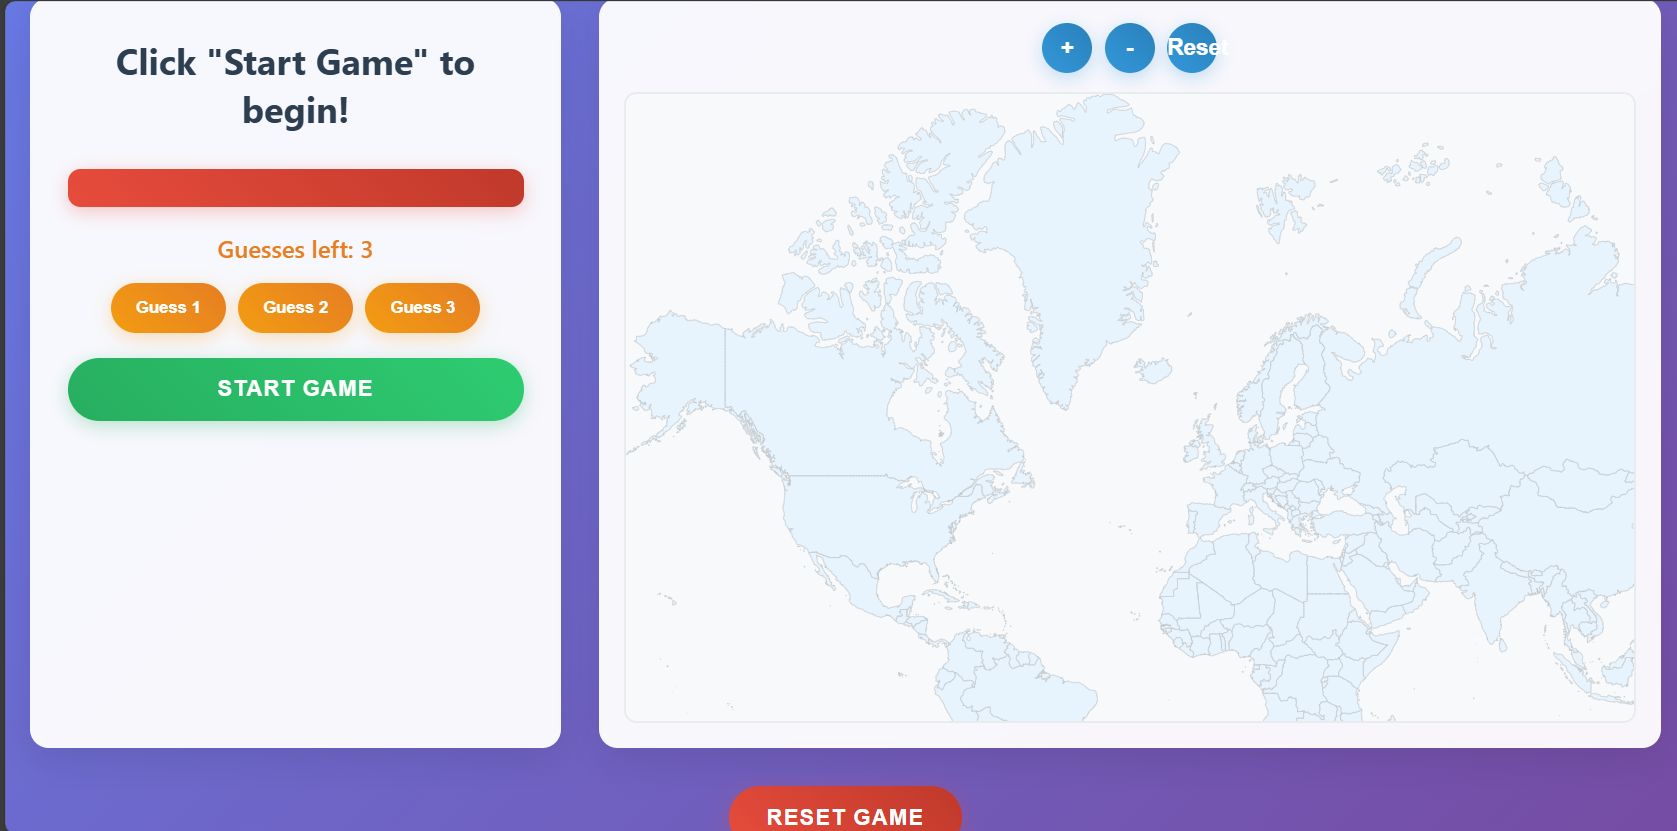 Click "Start Game" to
begin!
Guesses left: 3
Guess 1
Guess 2
Guess 3
START GAME
+
-
Reset
RESET GAME